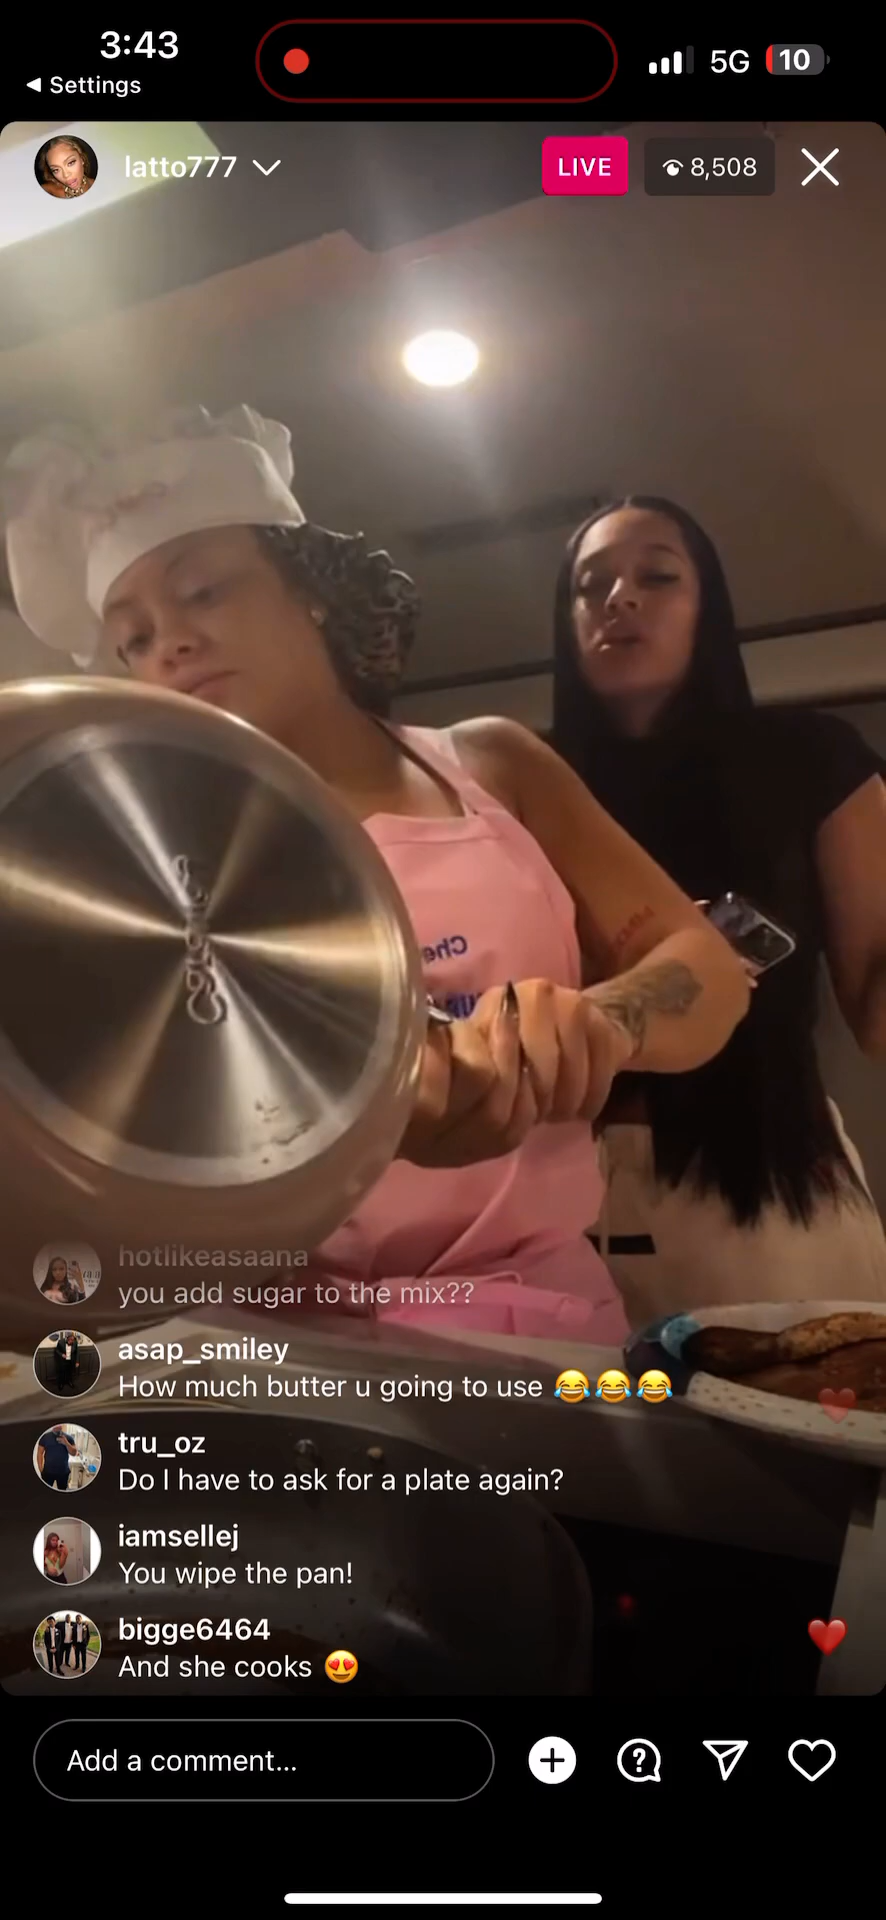 3:43
5G
10
Settings
latto777
LIVE
8,508
Che
hotlikeasaana
you add sugar to the mix??
asap_smiley
How much butter u going to use 😂😂😂
tru_oz
Do I have to ask for a plate again?
iamsellej
You wipe the pan!
bigge6464
And she cooks 😍
Add a comment...